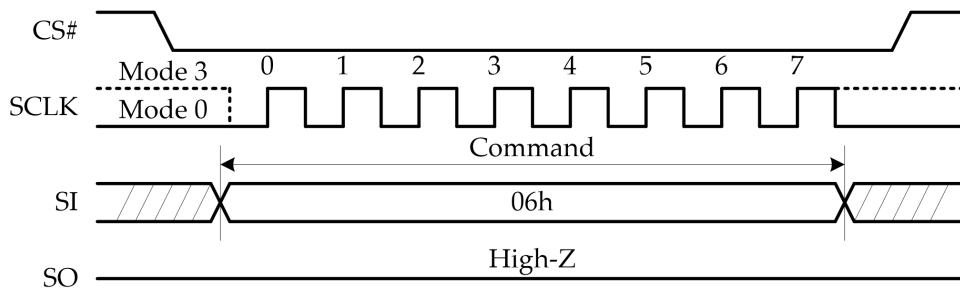 CS#
Mode 3
0 1 2 3 4 5 6 7
SCLK
Mode 0
Command
SI
06h
High-Z
SO